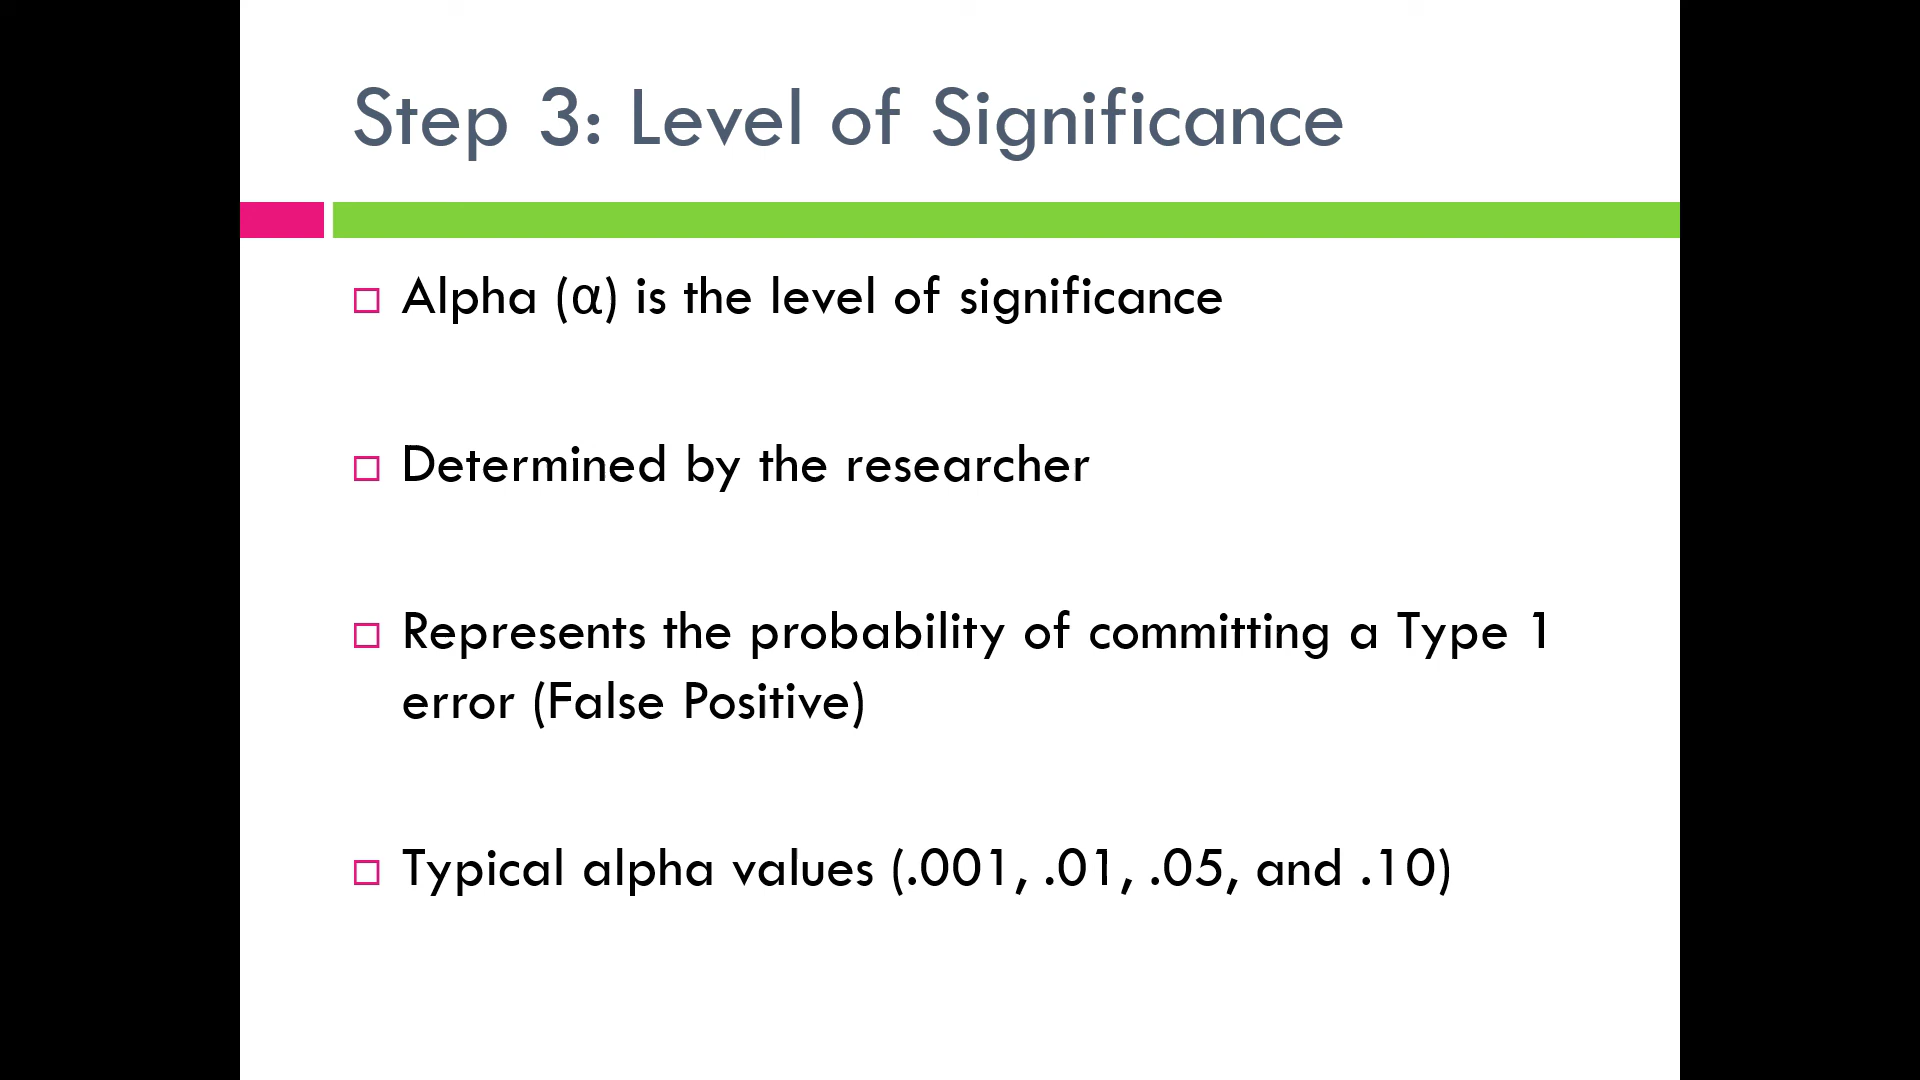 Step 3: Level of Significance
Alpha (α) is the level of significance
Determined by the researcher
Represents the probability of committing a Type 1
error (False Positive)
Typical alpha values (.001, .01, .05, and .10)